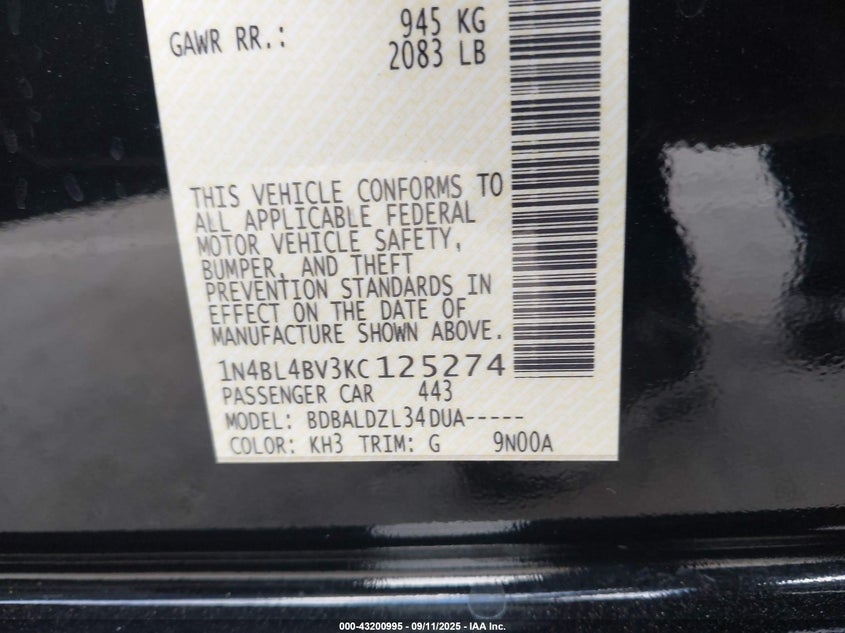 GAWR RR.: 945 KG
2083 LB
THIS VEHICLE CONFORMS TO
ALL APPLICABLE FEDERAL
MOTOR VEHICLE SAFETY,
BUMPER, AND THEFT
PREVENTION STANDARDS IN
EFFECT ON THE DATE OF
MANUFACTURE SHOWN ABOVE.
1N4BL4BV3KC125274
PASSENGER CAR 443
MODEL: BDBALDZL34DUA-----
COLOR: KH3 TRIM: G 9N00A
000-43200995 - 09/11/2025 - IAA Inc.